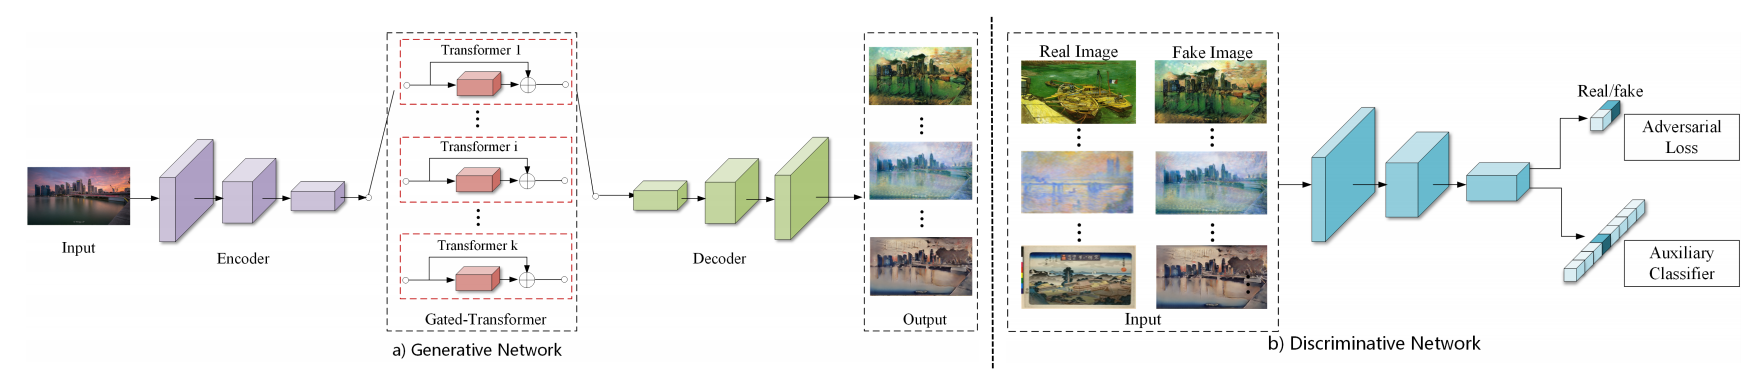 Input
Encoder
Transformer 1
Transformer i
Transformer k
Gated-Transformer
Decoder
Output
a) Generative Network
Real Image
Fake Image
Input
Real/fake
Adversarial
Loss
Auxiliary
Classifier
b) Discriminative Network